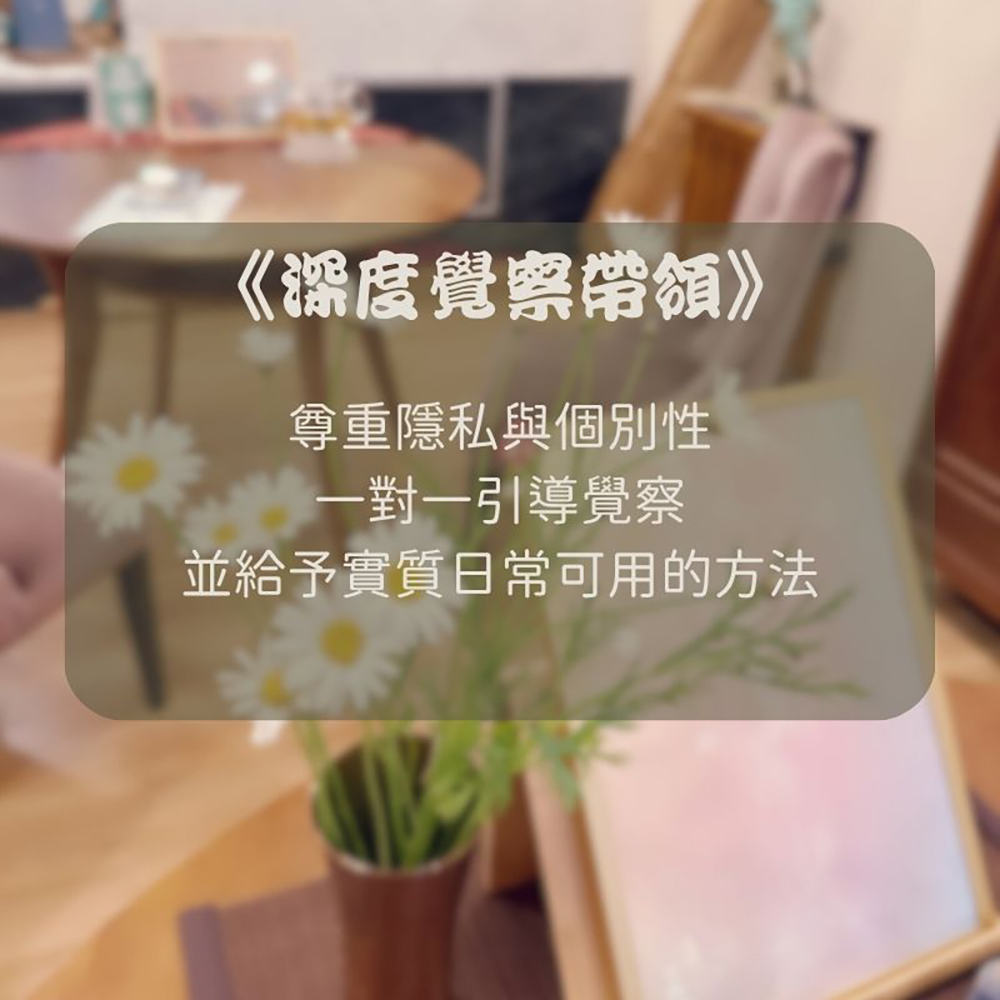 《深度覺察帶領》
尊重隱私與個別性
一對一引導覺察
並給予實質日常可用的方法